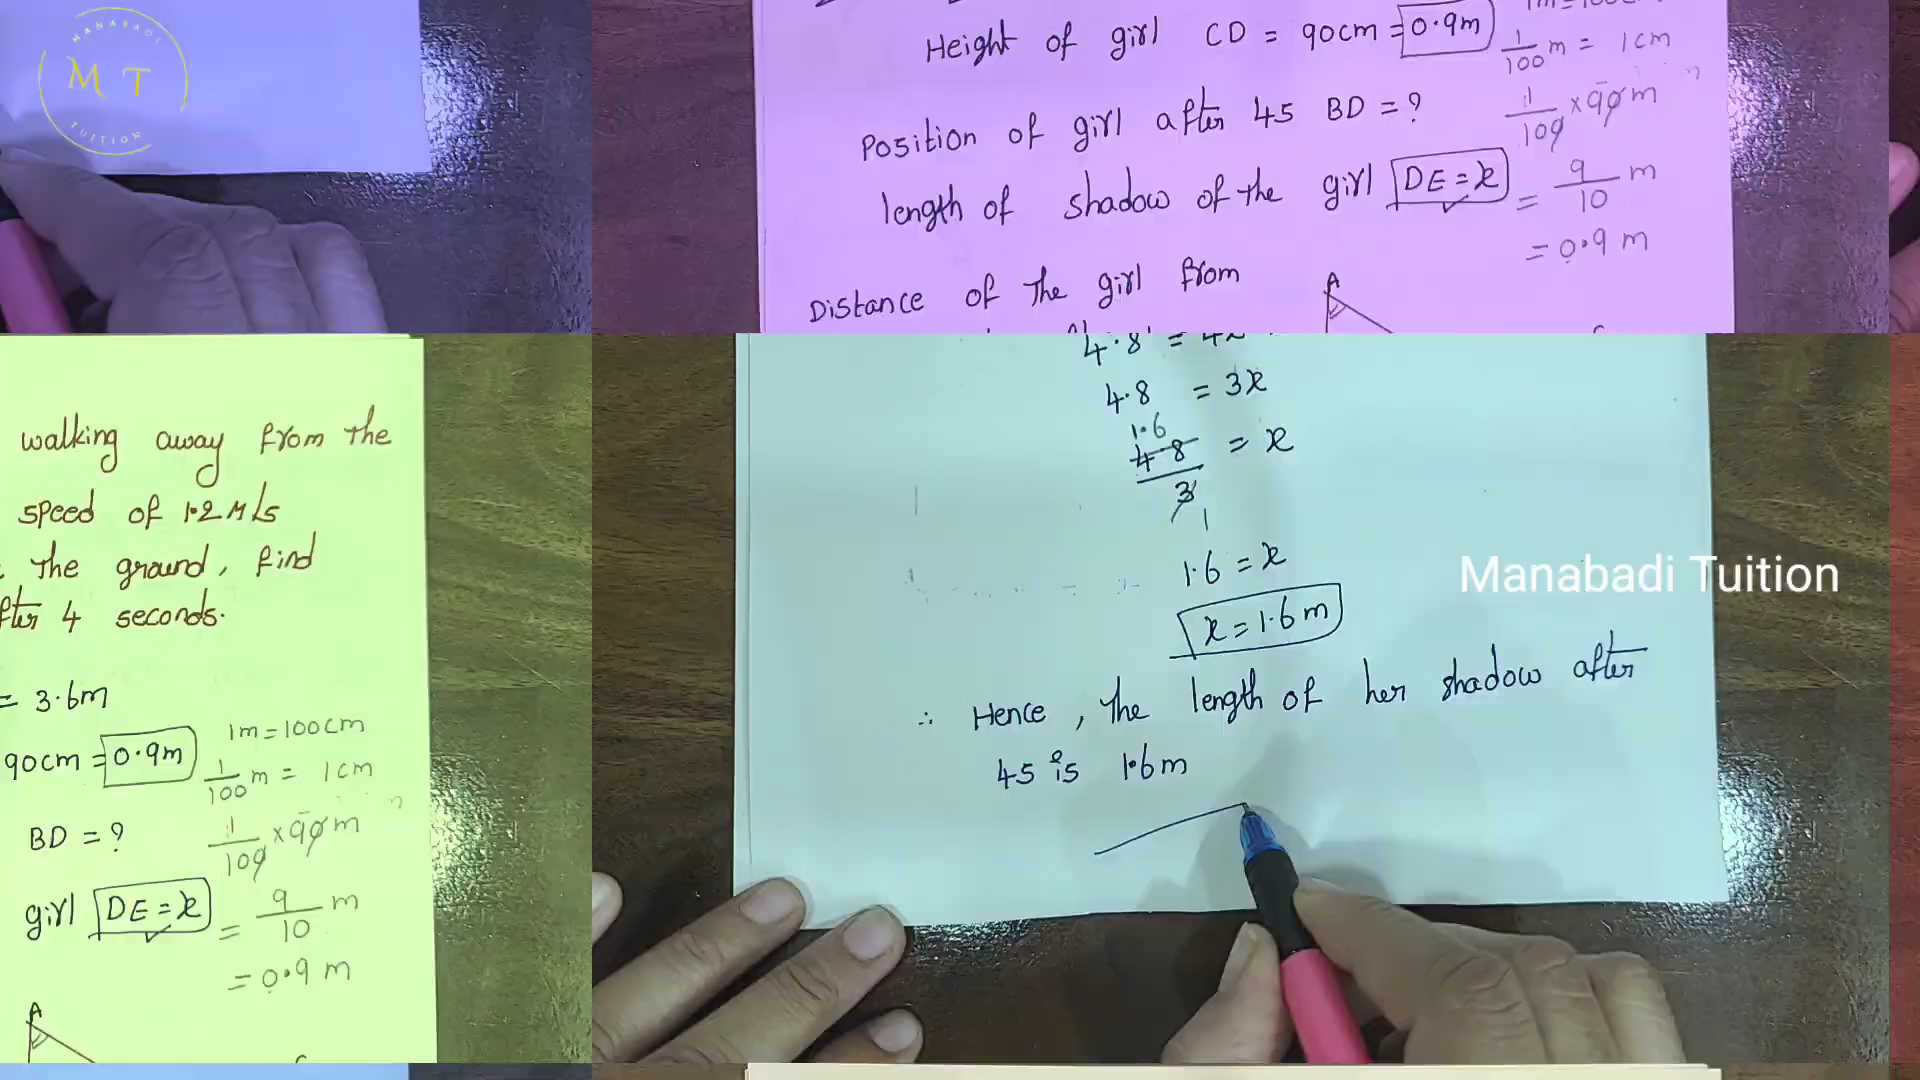 MANABADI
M T
TUITION
Height of girl CD = 90cm = 0.9m
1/100 m = 1cm
Position of girl after 4s BD = ?
1/100 × 90 m
length of shadow of the girl DE = x
= 9/10 m
= 0.9 m
Distance of the girl from
A
walking away from the
speed of 1.2 m/s
the ground, find
4 seconds.
= 3.6m
1m = 100cm
90cm = 0.9m
1/100 m = 1cm
BD = ?
1/100 × 90 m
girl DE = x
= 9/10 m
= 0.9 m
A
4.8 = 3x
1.6
4.8/3 = x
1
1.6 = x
x = 1.6m
Manabadi Tuition
∴ Hence, the length of her shadow after
4s is 1.6m